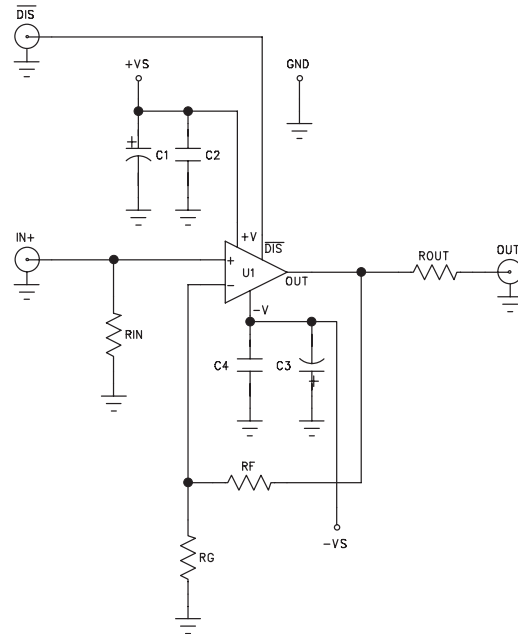 DIS
+VS
GND
+
C1
C2
IN+
+V
DIS
+
U1
−
OUT
ROUT
OUT
−V
RIN
C4
C3
+
RF
−VS
RG